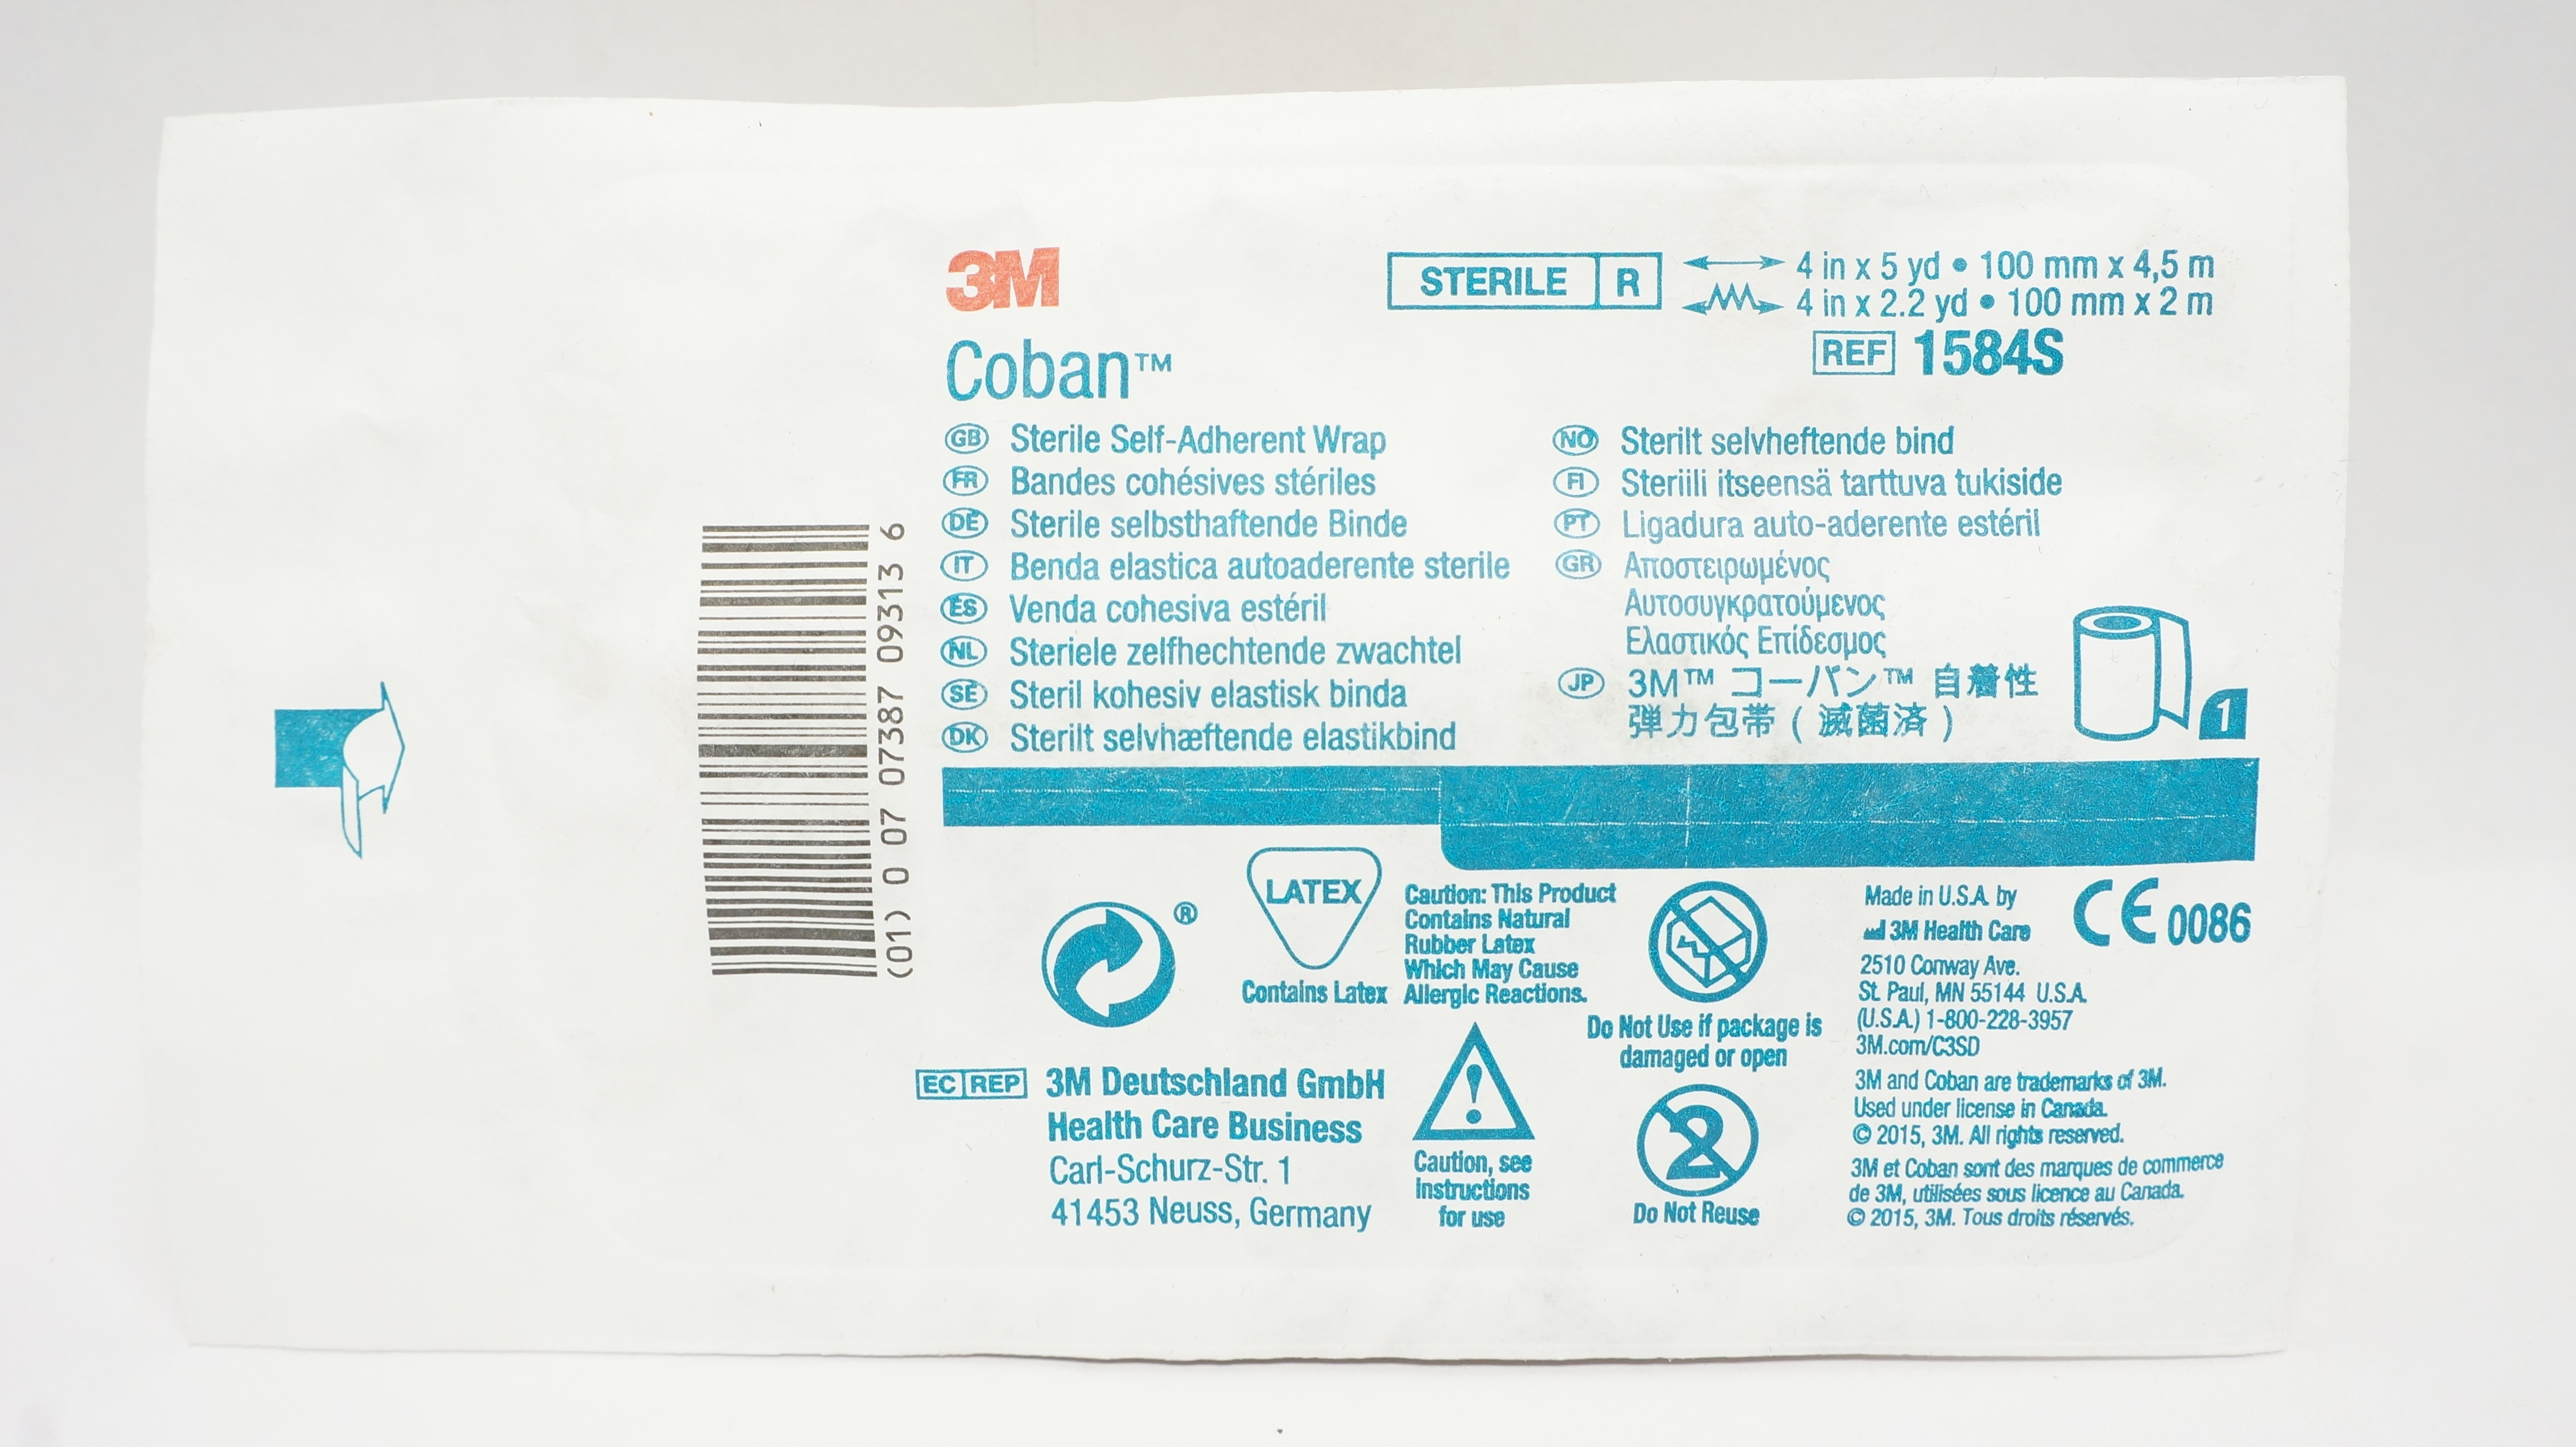 3M
Coban™
STERILE R
4 in x 5 yd • 100 mm x 4,5 m
4 in x 2.2 yd • 100 mm x 2 m
REF 1584S
GB Sterile Self-Adherent Wrap
FR Bandes cohésives stériles
DE Sterile selbsthaftende Binde
IT Benda elastica autoaderente sterile
ES Venda cohesiva estéril
NL Steriele zelfhechtende zwachtel
SE Steril kohesiv elastisk binda
DK Sterilt selvhæftende elastikbind
NO Sterilt selvheftende bind
FI Steriili itseensä tarttuva tukiside
PT Ligadura auto-aderente estéril
GR Αποστειρωμένος
Αυτοσυγκρατούμενος
Ελαστικός Επίδεσμος
JP 3M™ コーバン™ 自着性
弾力包帯 ( 滅菌済 )
1
(01) 0 07 07387 09313 6
®
LATEX
Contains Latex
Caution: This Product
Contains Natural
Rubber Latex
Which May Cause
Allergic Reactions.
Do Not Use if package is
damaged or open
Made in U.S.A. by
3M Health Care
2510 Conway Ave.
St. Paul, MN 55144 U.S.A.
(U.S.A.) 1-800-228-3957
3M.com/C3SD
CE 0086
3M and Coban are trademarks of 3M.
Used under license in Canada.
© 2015, 3M. All rights reserved.
3M et Coban sont des marques de commerce
de 3M, utilisées sous licence au Canada.
© 2015, 3M. Tous droits réservés.
EC REP 3M Deutschland GmbH
Health Care Business
Carl-Schurz-Str. 1
41453 Neuss, Germany
!
Caution, see
instructions
for use
2
Do Not Reuse